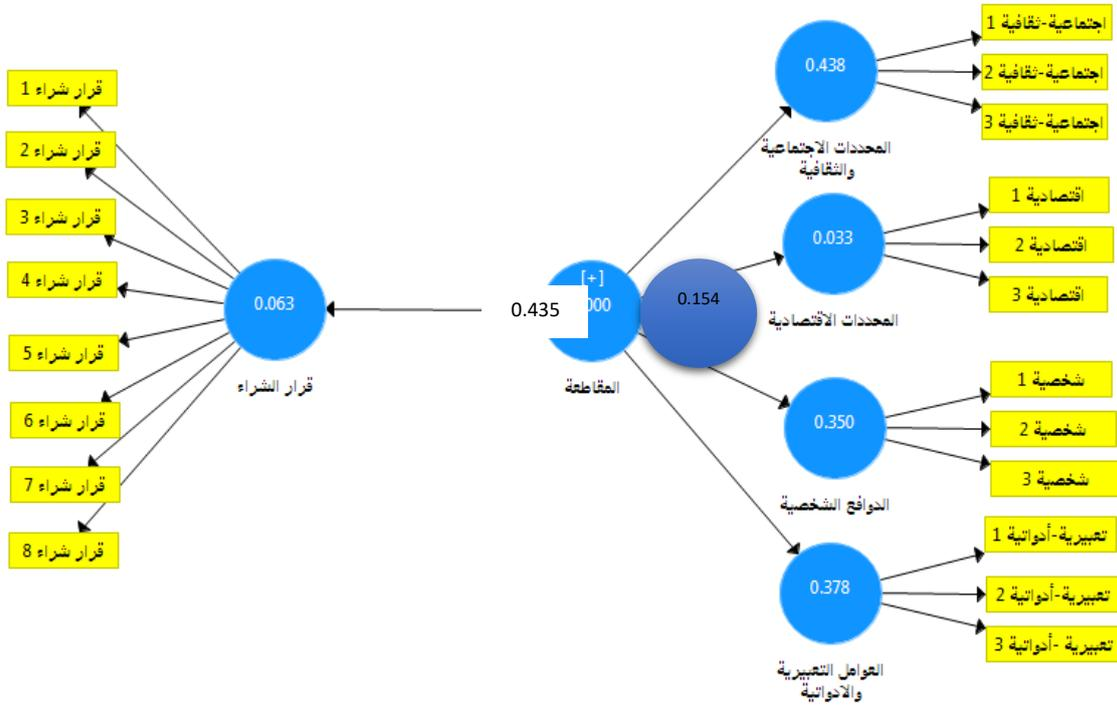 اجتماعية-ثقافية 1
اجتماعية-ثقافية 2
اجتماعية-ثقافية 3
0.438
المحددات الاجتماعية
والثقافية
اقتصادية 1
اقتصادية 2
اقتصادية 3
0.033
المحددات الاقتصادية
شخصية 1
شخصية 2
شخصية 3
0.350
الدوافع الشخصية
تعبيرية-أدواتية 1
تعبيرية-أدواتية 2
تعبيرية -أدواتية 3
0.378
العوامل التعبيرية
والادواتية
0.154
[+]
000
0.435
المقاطعة
0.063
قرار الشراء
قرار شراء 1
قرار شراء 2
قرار شراء 3
قرار شراء 4
قرار شراء 5
قرار شراء 6
قرار شراء 7
قرار شراء 8